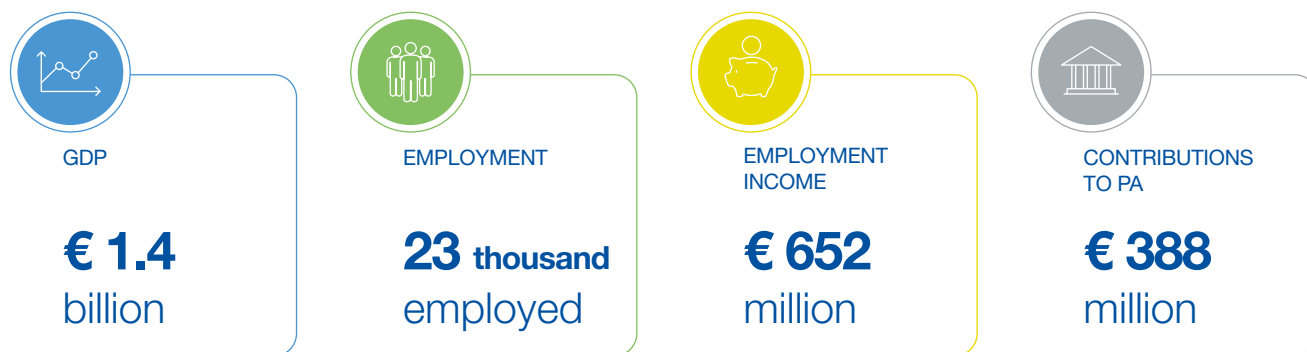 GDP
€ 1.4
billion
EMPLOYMENT
23 thousand
employed
EMPLOYMENT
INCOME
€ 652
million
CONTRIBUTIONS
TO PA
€ 388
million